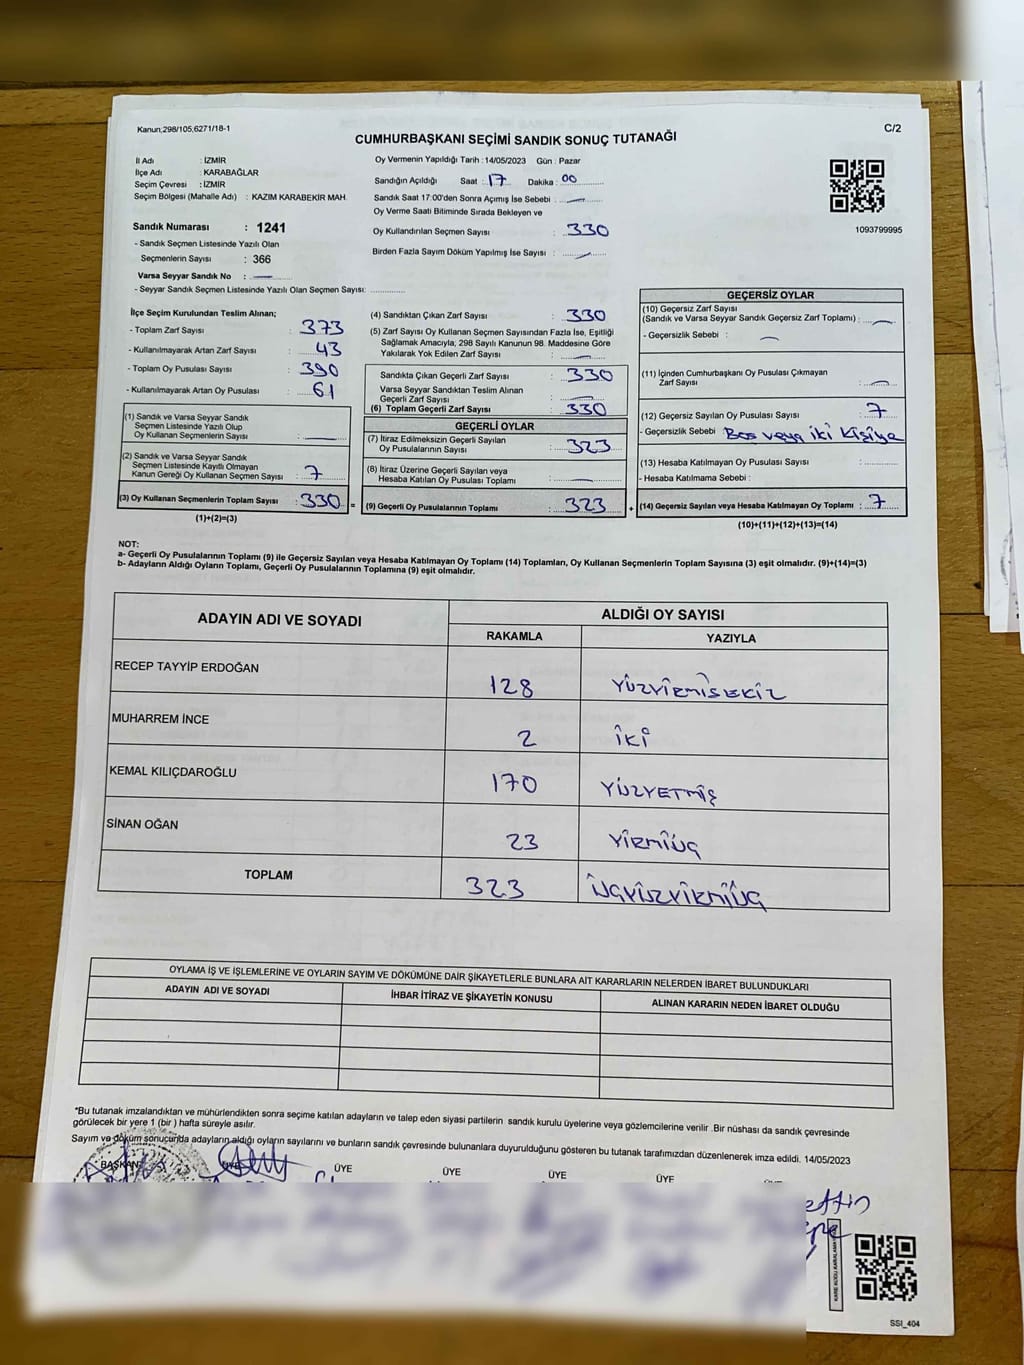 Kanun;298/105;6271/18-1
C/2
CUMHURBAŞKANI SEÇİMİ SANDIK SONUÇ TUTANAĞI
İl Adı : İZMİR
İlçe Adı : KARABAĞLAR
Seçim Çevresi : İZMİR
Seçim Bölgesi (Mahalle Adı) : KAZIM KARABEKİR MAH.
Oy Vermenin Yapıldığı Tarih : 14/05/2023 Gün : Pazar
Sandığın Açıldığı Saat : 17 Dakika : 00
Sandık Saat 17:00'den Sonra Açımış İse Sebebi :
Oy Verme Saati Bitiminde Sırada Bekleyen ve
Oy Kullandırılan Seçmen Sayısı : 330
Birden Fazla Sayım Döküm Yapılmış İse Sayısı :
1093799995
Sandık Numarası : 1241
- Sandık Seçmen Listesinde Yazılı Olan
Seçmenlerin Sayısı : 366
Varsa Seyyar Sandık No :
- Seyyar Sandık Seçmen Listesinde Yazılı Olan Seçmen Sayısı:
İlçe Seçim Kurulundan Teslim Alınan;
- Toplam Zarf Sayısı : 373
- Kullanılmayarak Artan Zarf Sayısı : 43
- Toplam Oy Pusulası Sayısı : 390
- Kullanılmayarak Artan Oy Pusulası : 61
(1) Sandık ve Varsa Seyyar Sandık
Seçmen Listesinde Yazılı Olup
Oy Kullanan Seçmenlerin Sayısı :
(2) Sandık ve Varsa Seyyar Sandık
Seçmen Listesinde Kayıtlı Olmayan
Kanun Gereği Oy Kullanan Seçmen Sayısı : 7
(3) Oy Kullanan Seçmenlerin Toplam Sayısı : 330 =
(1)+(2)=(3)
(4) Sandıktan Çıkan Zarf Sayısı : 330
(5) Zarf Sayısı Oy Kullanan Seçmen Sayısından Fazla İse, Eşitliği
Sağlamak Amacıyla; 298 Sayılı Kanunun 98. Maddesine Göre
Yakılarak Yok Edilen Zarf Sayısı :
Sandıkta Çıkan Geçerli Zarf Sayısı : 330
Varsa Seyyar Sandıktan Teslim Alınan
Geçerli Zarf Sayısı :
(6) Toplam Geçerli Zarf Sayısı : 330
GEÇERLİ OYLAR
(7) İtiraz Edilmeksizin Geçerli Sayılan
Oy Pusulalarının Sayısı : 323
(8) İtiraz Üzerine Geçerli Sayılan veya
Hesaba Katılan Oy Pusulası Toplamı :
(9) Geçerli Oy Pusulalarının Toplamı : 323 +
GEÇERSİZ OYLAR
(10) Geçersiz Zarf Sayısı
(Sandık ve Varsa Seyyar Sandık Geçersiz Zarf Toplamı) :
- Geçersizlik Sebebi :
(11) İçinden Cumhurbaşkanı Oy Pusulası Çıkmayan
Zarf Sayısı :
(12) Geçersiz Sayılan Oy Pusulası Sayısı : 7
- Geçersizlik Sebebi Boş veya iki kişiye
(13) Hesaba Katılmayan Oy Pusulası Sayısı :
- Hesaba Katılmama Sebebi :
(14) Geçersiz Sayılan veya Hesaba Katılmayan Oy Toplamı : 7
(10)+(11)+(12)+(13)=(14)
NOT:
a- Geçerli Oy Pusulalarının Toplamı (9) ile Geçersiz Sayılan veya Hesaba Katılmayan Oy Toplamı (14) Toplamları, Oy Kullanan Seçmenlerin Toplam Sayısına (3) eşit olmalıdır. (9)+(14)=(3)
b- Adayların Aldığı Oyların Toplamı, Geçerli Oy Pusulalarının Toplamına (9) eşit olmalıdır.
ADAYIN ADI VE SOYADI
ALDIĞI OY SAYISI
RAKAMLA YAZIYLA
RECEP TAYYİP ERDOĞAN 128 YÜZYİRMİSEKİZ
MUHARREM İNCE 2 İKİ
KEMAL KILIÇDAROĞLU 170 YÜZYETMİŞ
SİNAN OĞAN 23 YİRMİÜÇ
TOPLAM 323 ÜÇYÜZYİRMİÜÇ
OYLAMA İŞ VE İŞLEMLERİNE VE OYLARIN SAYIM VE DÖKÜMÜNE DAİR ŞİKAYETLERLE BUNLARA AİT KARARLARIN NELERDEN İBARET BULUNDUKLARI
ADAYIN ADI VE SOYADI İHBAR İTİRAZ VE ŞİKAYETİN KONUSU ALINAN KARARIN NEDEN İBARET OLDUĞU
*Bu tutanak imzalandıktan ve mühürlendikten sonra seçime katılan adayların ve talep eden siyasi partilerin sandık kurulu üyelerine veya gözlemcilerine verilir .Bir nüshası da sandık çevresinde
görülecek bir yere 1 (bir ) hafta süreyle asılır.
Sayım ve döküm sonucunda adayların aldığı oyların sayılarını ve bunların sandık çevresinde bulunanlara duyurulduğunu gösteren bu tutanak tarafımızdan düzenlenerek imza edildi. 14/05/2023
BAŞKAN ÜYE ÜYE ÜYE ÜYE ÜYE
SSI_404